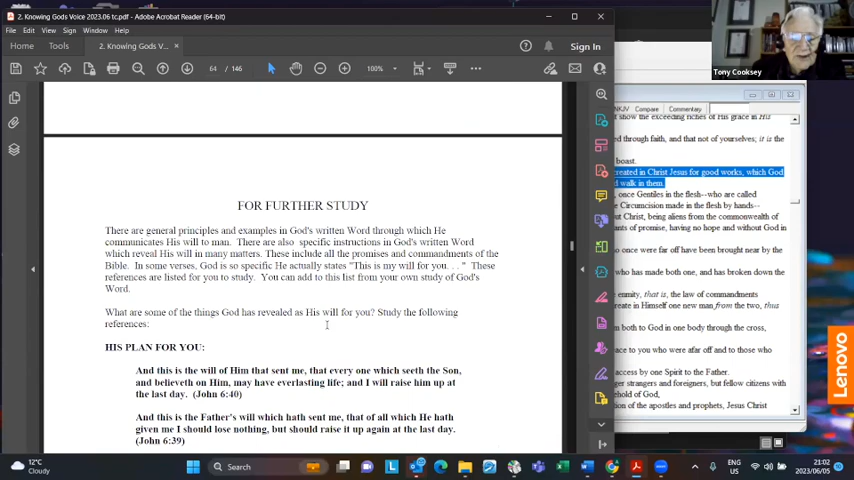 2. Knowing Gods Voice 2023.06 tc.pdf - Adobe Acrobat Reader (64-bit)
File Edit View Sign Window Help
Home Tools 2. Knowing Gods Voice ... × Sign In
64 / 146 100%
FOR FURTHER STUDY
There are general principles and examples in God's written Word through which He
communicates His will to man. There are also specific instructions in God's written Word
which reveal His will in many matters. These include all the promises and commandments of the
Bible. In some verses, God is so specific He actually states "This is my will for you. . ." These
references are listed for you to study. You can add to this list from your own study of God's
Word.
What are some of the things God has revealed as His will for you? Study the following
references:
HIS PLAN FOR YOU:
And this is the will of Him that sent me, that every one which seeth the Son,
and believeth on Him, may have everlasting life; and I will raise him up at
the last day. (John 6:40)
And this is the Father's will which hath sent me, that of all which He hath
given me I should lose nothing, but should raise it up again at the last day.
(John 6:39)
Tony Cooksey
NKJV Compare Commentary
show the exceeding riches of His grace in His
through faith, and that not of yourselves; it is the
boast.
created in Christ Jesus for good works, which God
walk in them.
once Gentiles in the flesh--who are called
Circumcision made in the flesh by hands--
Christ, being aliens from the commonwealth of
of promise, having no hope and without God in
once were far off have been brought near by the
who has made both one, and has broken down the
enmity, that is, the law of commandments
create in Himself one new man from the two, thus
both to God in one body through the cross,
to you who were afar off and to those who
access by one Spirit to the Father.
strangers and foreigners, but fellow citizens with
of God,
of the apostles and prophets, Jesus Christ
Lenovo
12°C
Cloudy
Search
ENG
US
21:02
2023/06/05